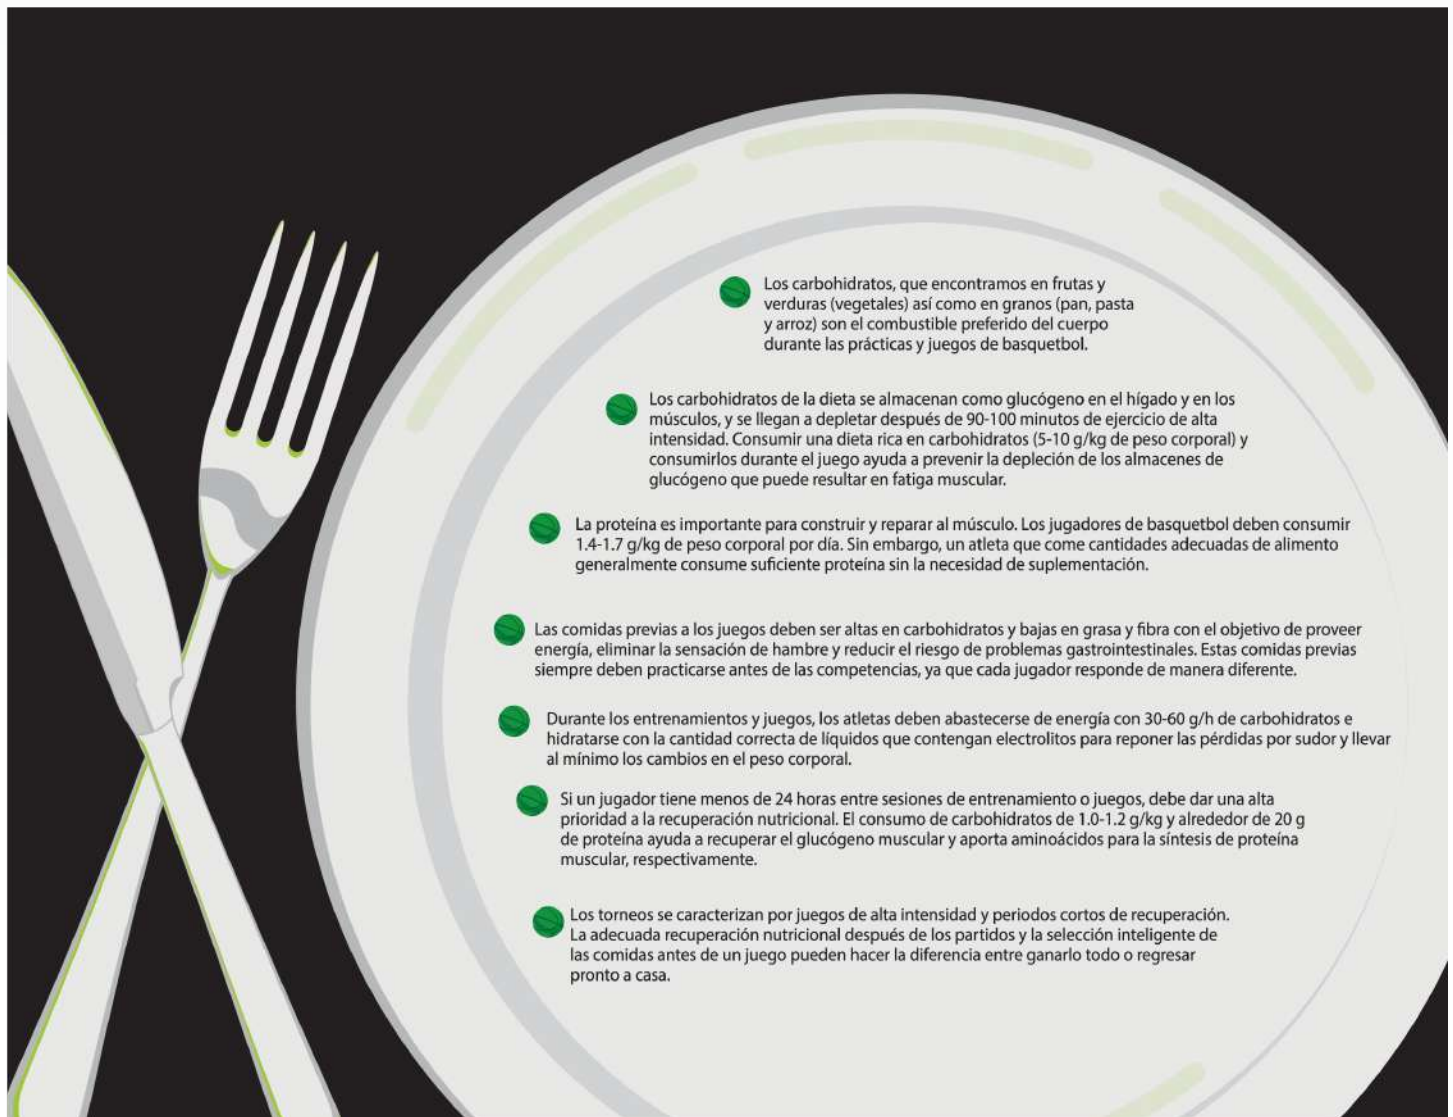 Los carbohidratos, que encontramos en frutas y
verduras (vegetales) así como en granos (pan, pasta
y arroz) son el combustible preferido del cuerpo
durante las prácticas y juegos de basquetbol.
Los carbohidratos de la dieta se almacenan como glucógeno en el hígado y en los
músculos, y se llegan a depletar después de 90-100 minutos de ejercicio de alta
intensidad. Consumir una dieta rica en carbohidratos (5-10 g/kg de peso corporal) y
consumirlos durante el juego ayuda a prevenir la depleción de los almacenes de
glucógeno que puede resultar en fatiga muscular.
La proteína es importante para construir y reparar al músculo. Los jugadores de basquetbol deben consumir
1.4-1.7 g/kg de peso corporal por día. Sin embargo, un atleta que come cantidades adecuadas de alimento
generalmente consume suficiente proteína sin la necesidad de suplementación.
Las comidas previas a los juegos deben ser altas en carbohidratos y bajas en grasa y fibra con el objetivo de proveer
energía, eliminar la sensación de hambre y reducir el riesgo de problemas gastrointestinales. Estas comidas previas
siempre deben practicarse antes de las competencias, ya que cada jugador responde de manera diferente.
Durante los entrenamientos y juegos, los atletas deben abastecerse de energía con 30-60 g/h de carbohidratos e
hidratarse con la cantidad correcta de líquidos que contengan electrolitos para reponer las pérdidas por sudor y llevar
al mínimo los cambios en el peso corporal.
Si un jugador tiene menos de 24 horas entre sesiones de entrenamiento o juegos, debe dar una alta
prioridad a la recuperación nutricional. El consumo de carbohidratos de 1.0-1.2 g/kg y alrededor de 20 g
de proteína ayuda a recuperar el glucógeno muscular y aporta aminoácidos para la síntesis de proteína
muscular, respectivamente.
Los torneos se caracterizan por juegos de alta intensidad y periodos cortos de recuperación.
La adecuada recuperación nutricional después de los partidos y la selección inteligente de
las comidas antes de un juego pueden hacer la diferencia entre ganarlo todo o regresar
pronto a casa.